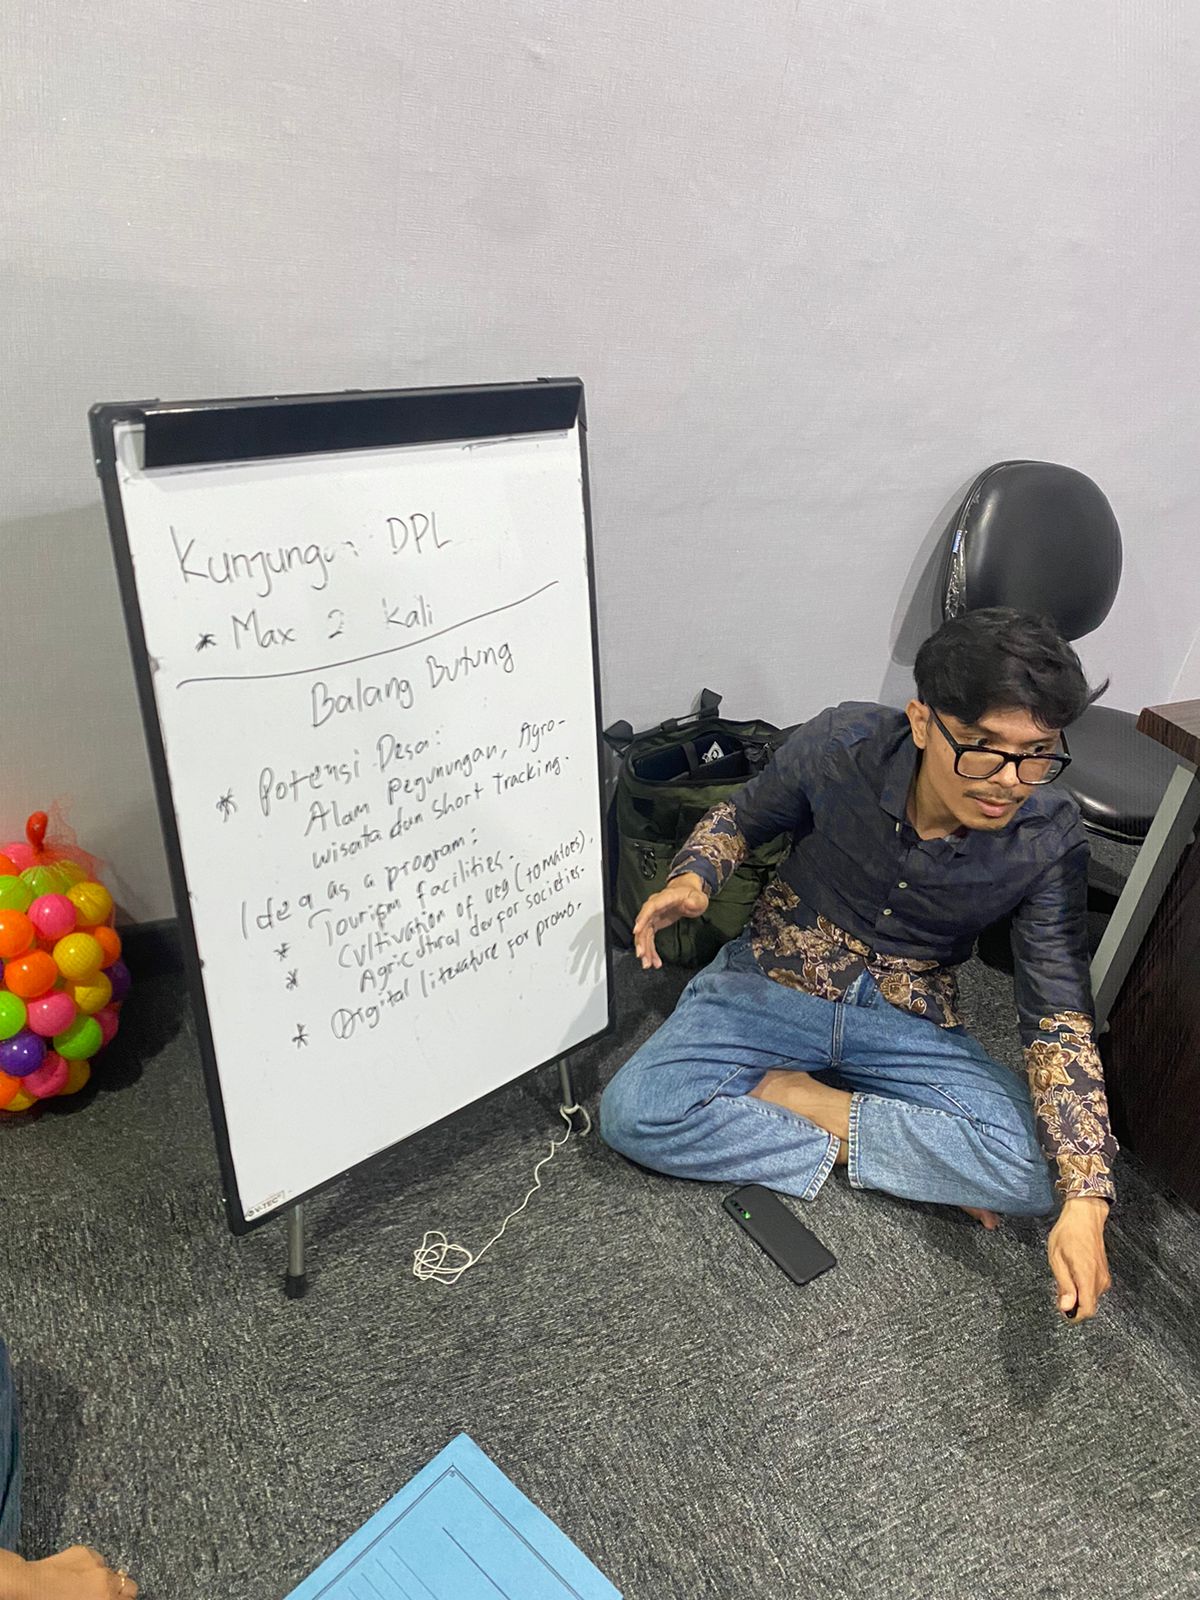 Kunjungan DPL
* Max 2 kali
Balang Butung
* Potensi Desa:
Alam pegunungan, Agro-
wisata dan short tracking.
Idea as a program:
* Tourism facilities.
Cultivation of veg (tomatoes).
* Agricultural dev for societies.
* Digital literature for promo.
V-TEC